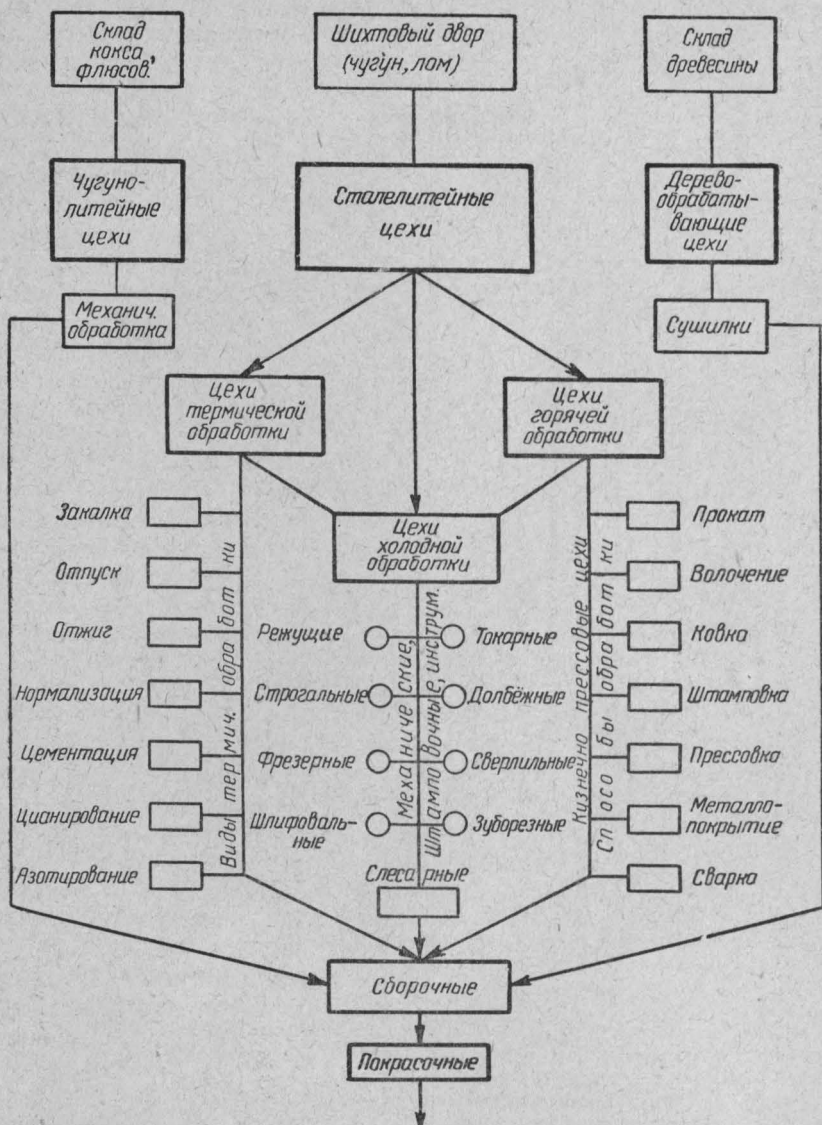 Склад
кокса,
флюсов
Шихтовый двор
(чугун, лом)
Склад
древесины
Чугуно-
литейные
цехи
Сталелитейные
цехи
Дерево-
обрабаты-
вающие
цехи
Механич.
обработка
Сушилки
Цехи
термической
обработки
Цехи
горячей
обработки
Цехи
холодной
обработки
Закалка
Отпуск
Отжиг
Нормализация
Цементация
Цианирование
Азотирование
Виды термич. обработки
Режущие
Строгальные
Фрезерные
Шлифоваль-
ные
Механические,
Штамповочные, инструм.
Токарные
Долбёжные
Сверлильные
Зуборезные
Слесарные
Кизнечно прессовые цехи
Способы обработки
Прокат
Волочение
Ковка
Штамповка
Прессовка
Металло-
покрытие
Сварка
Сборочные
Покрасочные